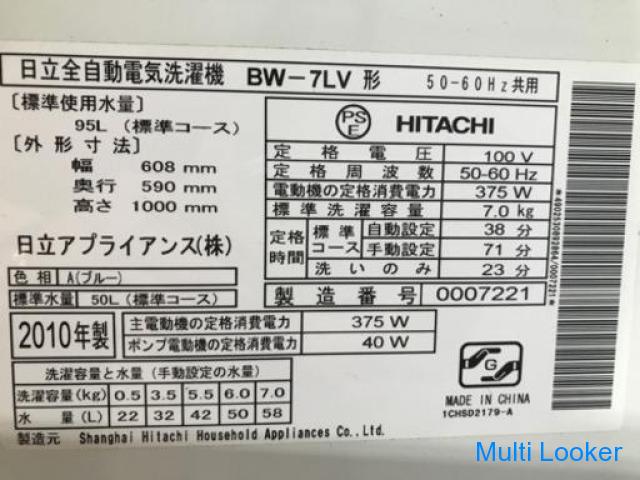 日立全自動電気洗濯機 BW-7LV 形 50-60Hz共用
〔標準使用水量〕
95L (標準コース)
〔外形寸法〕
幅 608 mm
奥行 590 mm
高さ 1000 mm
日立アプライアンス(株)
色相 A(ブルー)
標準水量 50L (標準コース)
PSE HITACHI
定格電圧 100 V
定格周波数 50-60 Hz
電動機の定格消費電力 375 W
標準洗濯容量 7.0 kg
定格時間 標準コース 自動設定 38 分
手動設定 71 分
洗いのみ 23 分
製造番号 0007221
2010年製
主電動機の定格消費電力 375 W
ポンプ電動機の定格消費電力 40 W
洗濯容量と水量 (手動設定の水量)
洗濯容量(kg) 0.5 3.5 5.5 6.0 7.0
水量(L) 22 32 42 50 58
製造元 Shanghai Hitachi Household Appliances Co., Ltd.
G
MADE IN CHINA
1CHSD2179-A
*4902530892864/0007221*
Multi Looker